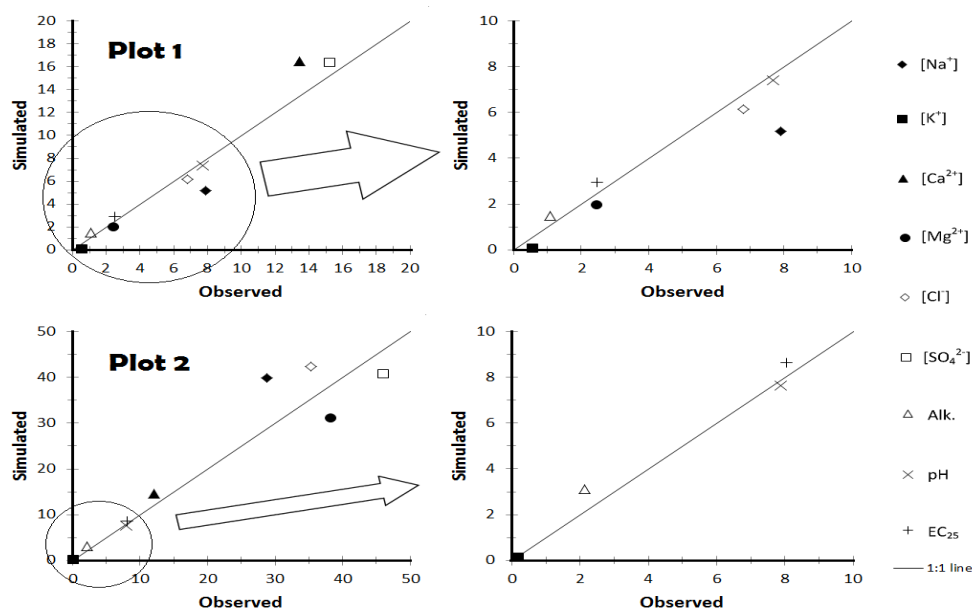 Plot 1
Simulated
20
18
16
14
12
10
8
6
4
2
0
0 2 4 6 8 10 12 14 16 18 20
Observed
10
8
6
4
2
0
0 2 4 6 8 10
Simulated
Observed
Plot 2
Simulated
50
40
30
20
10
0
0 10 20 30 40 50
Observed
10
8
6
4
2
0
0 2 4 6 8 10
Simulated
Observed
[Na⁺]
[K⁺]
[Ca²⁺]
[Mg²⁺]
[Cl⁻]
[SO₄²⁻]
Alk.
pH
EC₂₅
1:1 line